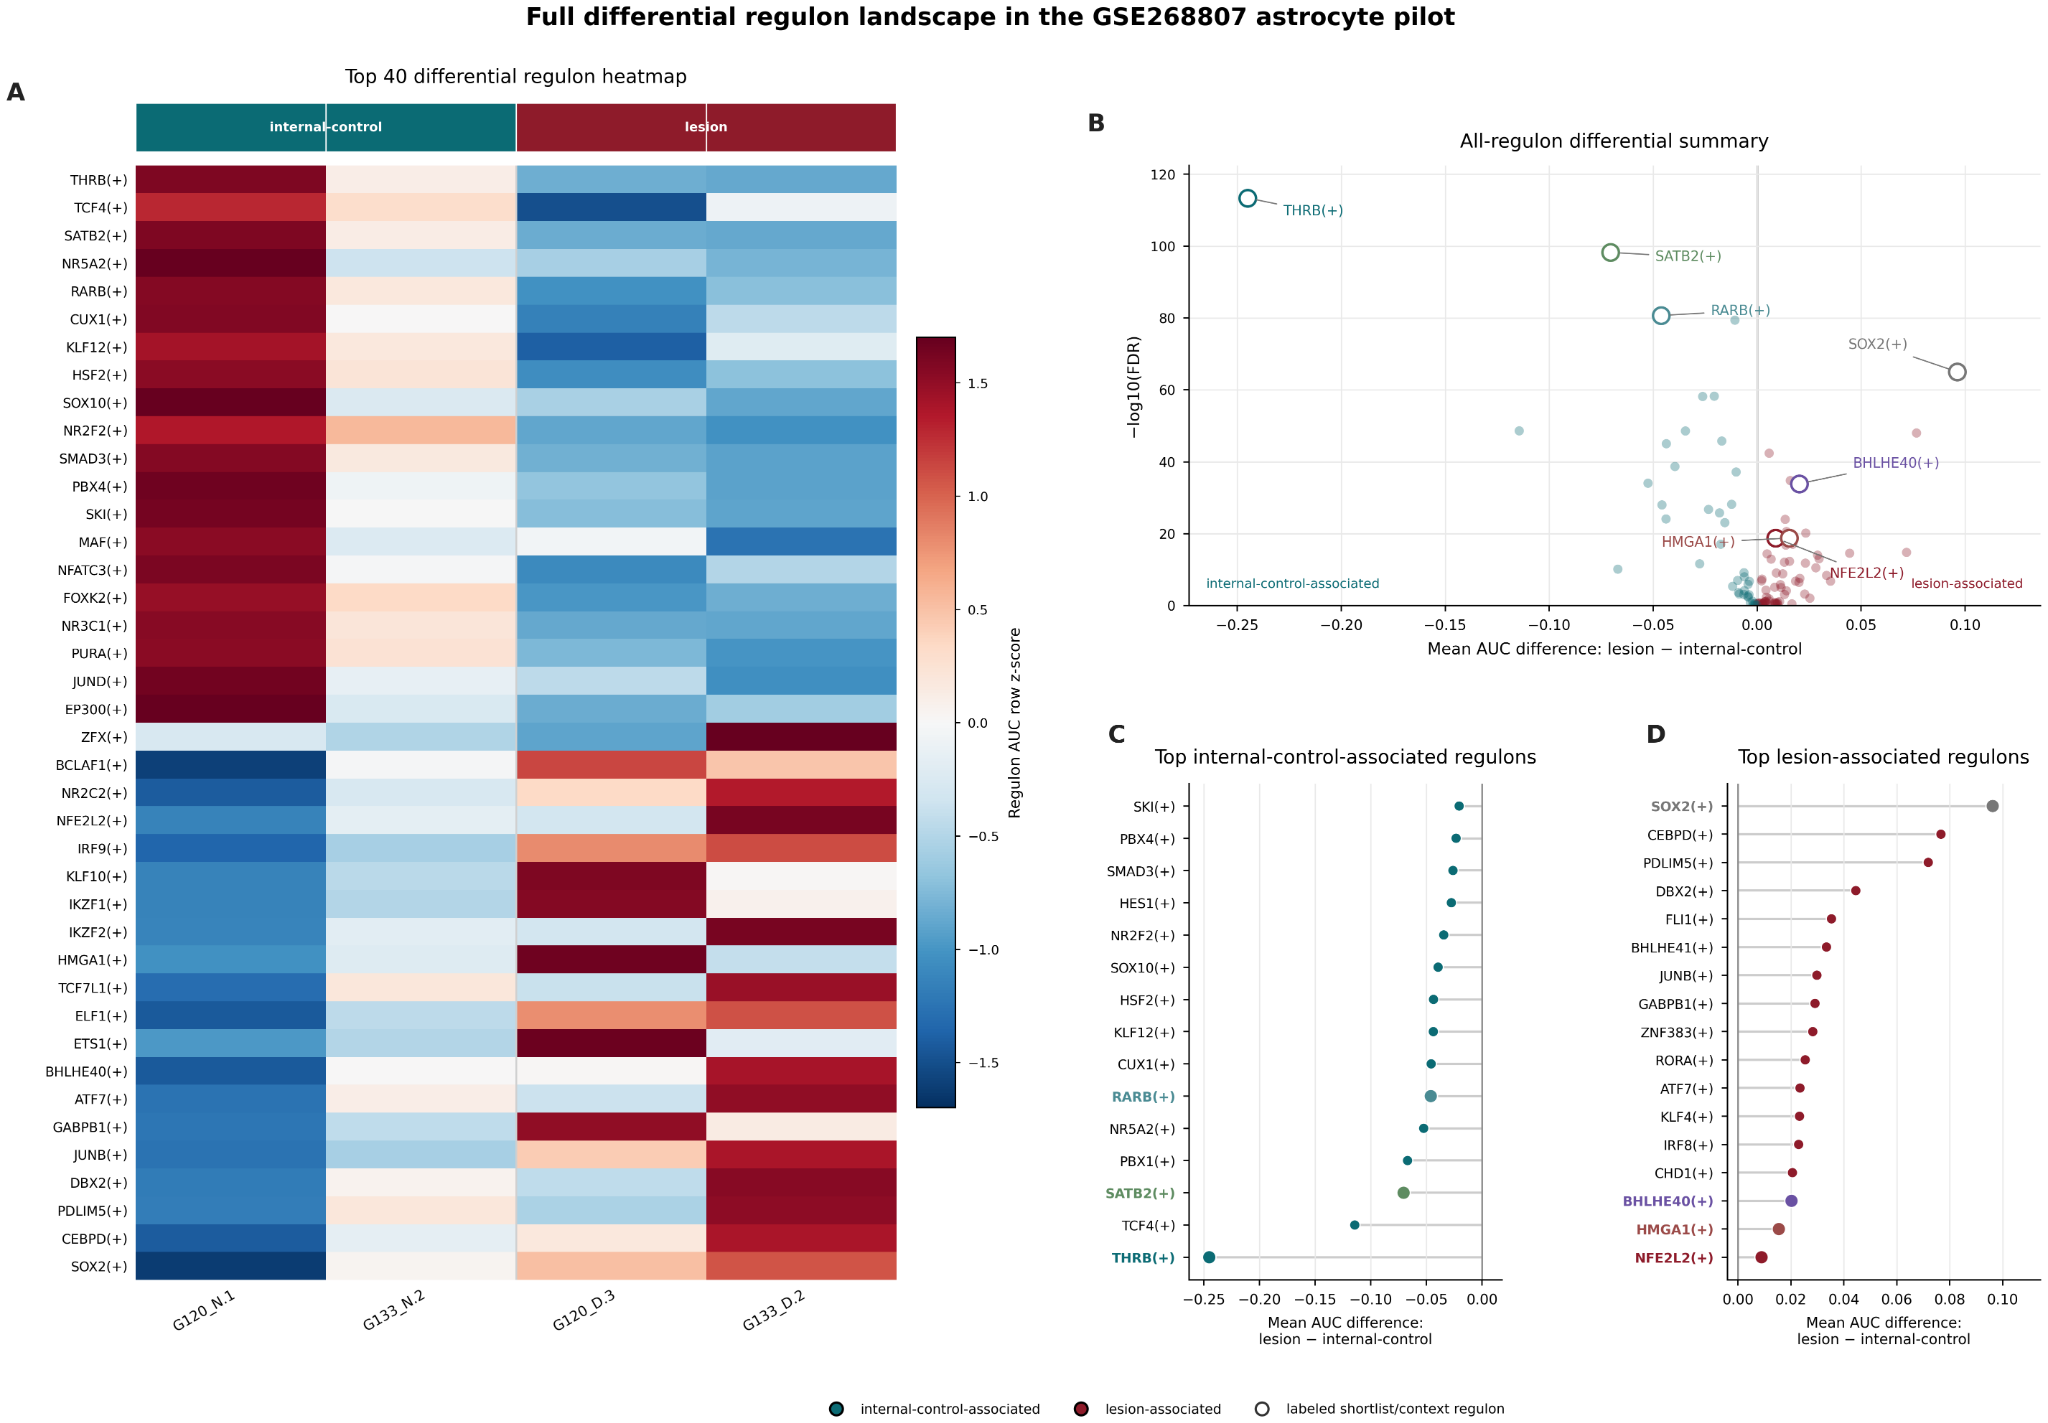 Full differential regulon landscape in the GSE268807 astrocyte pilot
A
Top 40 differential regulon heatmap
internal-control
lesion
THRB(+)
TCF4(+)
SATB2(+)
NR5A2(+)
RARB(+)
CUX1(+)
KLF12(+)
HSF2(+)
SOX10(+)
NR2F2(+)
SMAD3(+)
PBX4(+)
SKI(+)
MAF(+)
NFATC3(+)
FOXK2(+)
NR3C1(+)
PURA(+)
JUND(+)
EP300(+)
ZFX(+)
BCLAF1(+)
NR2C2(+)
NFE2L2(+)
IRF9(+)
KLF10(+)
IKZF1(+)
IKZF2(+)
HMGA1(+)
TCF7L1(+)
ELF1(+)
ETS1(+)
BHLHE40(+)
ATF7(+)
GABPB1(+)
JUNB(+)
DBX2(+)
PDLIM5(+)
CEBPD(+)
SOX2(+)
G120_N.1
G133_N.2
G120_D.3
G133_D.2
1.5
1.0
0.5
0.0
−0.5
−1.0
−1.5
Regulon AUC row z-score
B
All-regulon differential summary
−log10(FDR)
120
100
80
60
40
20
0
THRB(+)
SATB2(+)
RARB(+)
SOX2(+)
BHLHE40(+)
HMGA1(+)
NFE2L2(+)
internal-control-associated
lesion-associated
−0.25
−0.20
−0.15
−0.10
−0.05
0.00
0.05
0.10
Mean AUC difference: lesion − internal-control
C
Top internal-control-associated regulons
SKI(+)
PBX4(+)
SMAD3(+)
HES1(+)
NR2F2(+)
SOX10(+)
HSF2(+)
KLF12(+)
CUX1(+)
RARB(+)
NR5A2(+)
PBX1(+)
SATB2(+)
TCF4(+)
THRB(+)
−0.25
−0.20
−0.15
−0.10
−0.05
0.00
Mean AUC difference:
lesion − internal-control
D
Top lesion-associated regulons
SOX2(+)
CEBPD(+)
PDLIM5(+)
DBX2(+)
FLI1(+)
BHLHE41(+)
JUNB(+)
GABPB1(+)
ZNF383(+)
RORA(+)
ATF7(+)
KLF4(+)
IRF8(+)
CHD1(+)
BHLHE40(+)
HMGA1(+)
NFE2L2(+)
0.00
0.02
0.04
0.06
0.08
0.10
Mean AUC difference:
lesion − internal-control
internal-control-associated
lesion-associated
labeled shortlist/context regulon